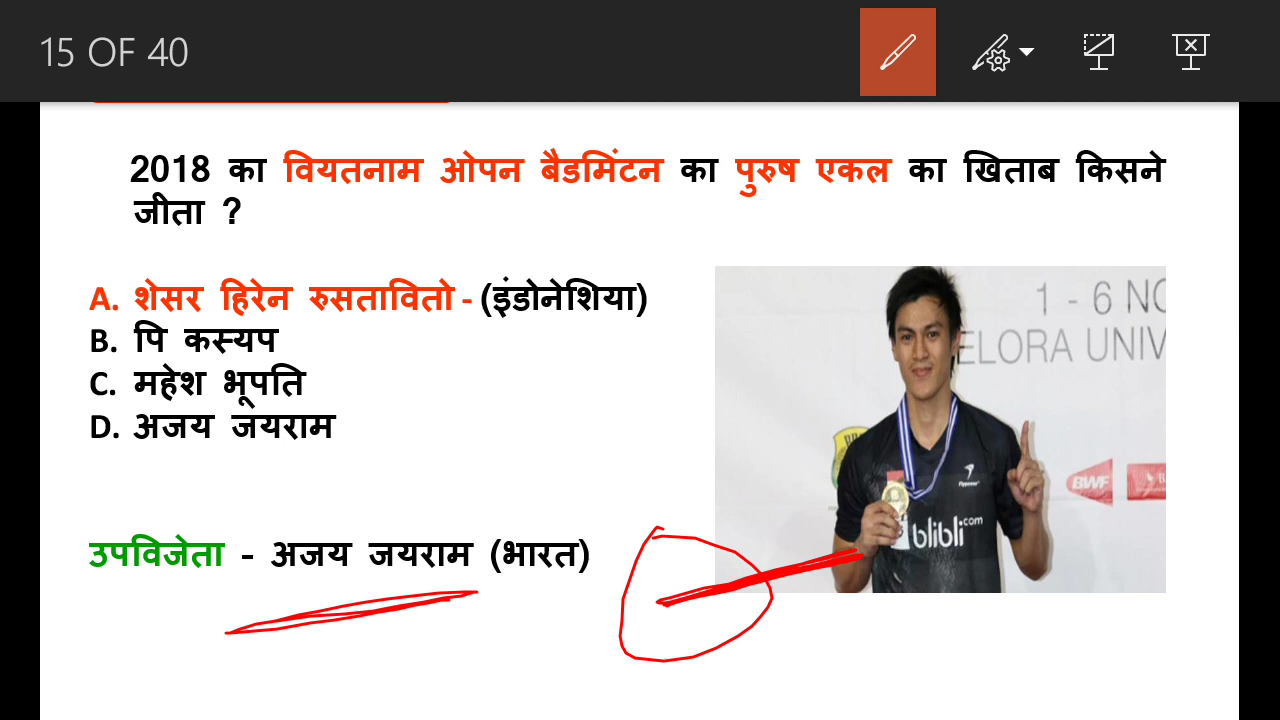 15 OF 40
2018 का वियतनाम ओपन बैडमिंटन का पुरुष एकल का खिताब किसने
जीता ?
A. शेसर हिरेन रुसतावितो - (इंडोनेशिया)
B. पि कस्यप
C. महेश भूपति
D. अजय जयराम
उपविजेता - अजय जयराम (भारत)
1 - 6 NO
ELORA UNIV
BWF
blibli.com